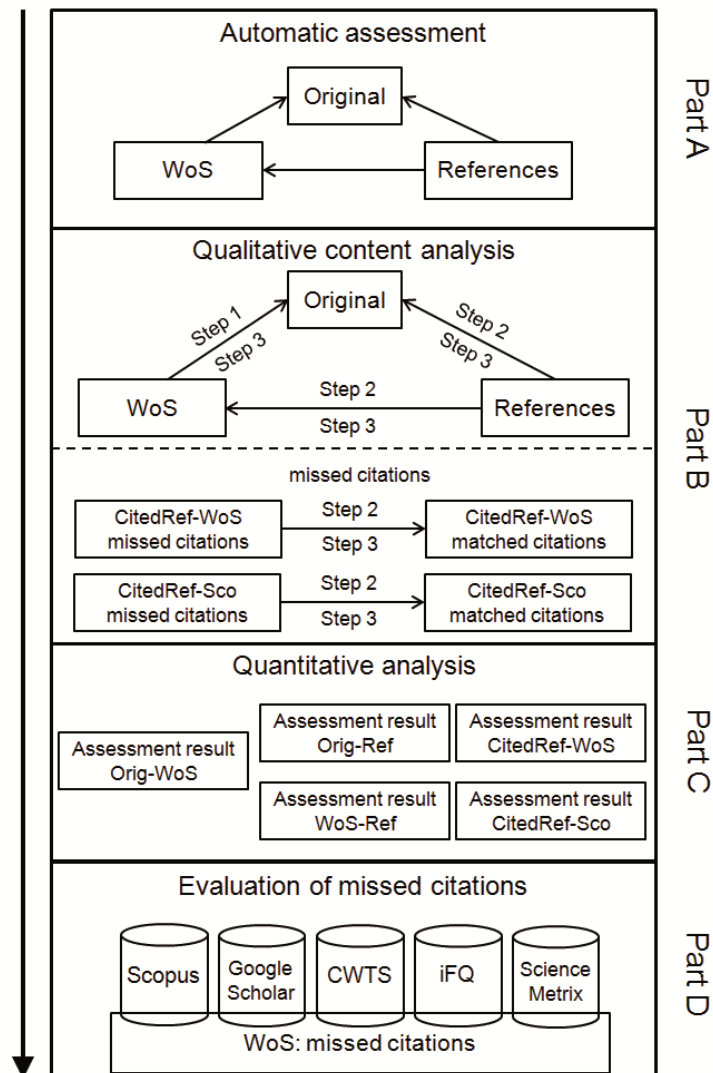 Automatic assessment
Original
WoS
References
Part A
Qualitative content analysis
Original
Step 1
Step 3
Step 2
Step 3
WoS
Step 2
Step 3
References
Part B
missed citations
CitedRef-WoS
missed citations
Step 2
Step 3
CitedRef-WoS
matched citations
CitedRef-Sco
missed citations
Step 2
Step 3
CitedRef-Sco
matched citations
Quantitative analysis
Assessment result
Orig-WoS
Assessment result
Orig-Ref
Assessment result
CitedRef-WoS
Assessment result
WoS-Ref
Assessment result
CitedRef-Sco
Part C
Evaluation of missed citations
Scopus
Google
Scholar
CWTS
iFQ
Science
Metrix
WoS: missed citations
Part D